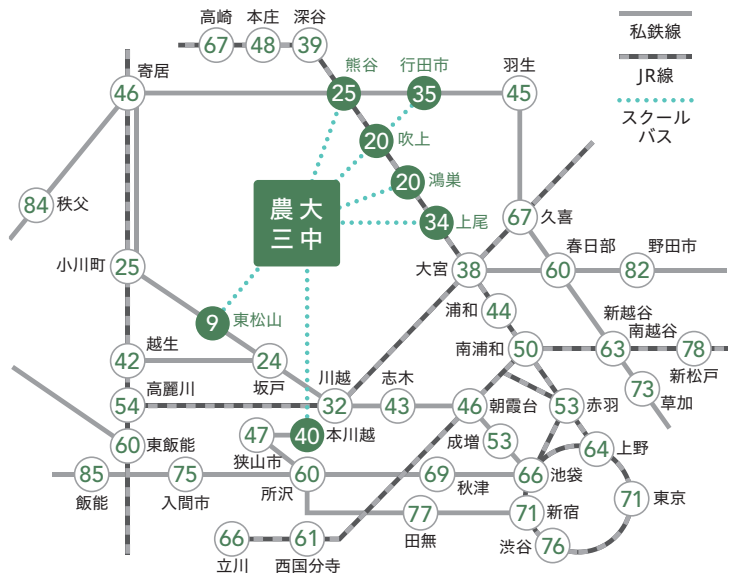 高崎 本庄 深谷
67 48 39
私鉄線
JR線
スクール
バス
寄居 熊谷 行田市 羽生
46 25 35 45
20 吹上
20 鴻巣
34 上尾
農大
三中
84 秩父
67 久喜
小川町 25
大宮 38
春日部 野田市
60 82
9 東松山
浦和 44
新越谷
南越谷
越生
42
24
坂戸
南浦和 50
63 78
新松戸
高麗川
54
川越 志木
32 43
46 朝霞台
53 赤羽
73
草加
60 東飯能
47
狭山市
40 本川越
成増 53
64 上野
85 75 60 69 66 池袋
飯能 入間市 所沢 秋津
71 東京
77
田無
71 新宿
66 61
立川 西国分寺
渋谷 76